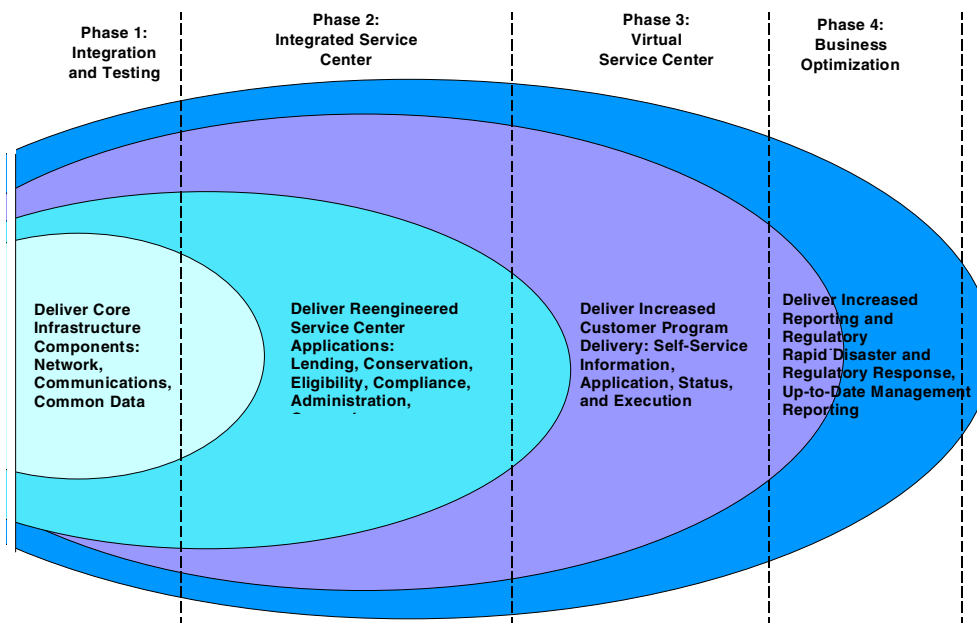 Phase 1:
Integration
and Testing
Phase 2:
Integrated Service
Center
Phase 3:
Virtual
Service Center
Phase 4:
Business
Optimization
Deliver Core
Infrastructure
Components:
Network,
Communications,
Common Data
Deliver Reengineered
Service Center
Applications:
Lending, Conservation,
Eligibility, Compliance,
Administration,
Deliver Increased
Customer Program
Delivery: Self-Service
Information,
Application, Status,
and Execution
Deliver Increased
Reporting and
Regulatory
Rapid Disaster and
Regulatory Response,
Up-to-Date Management
Reporting